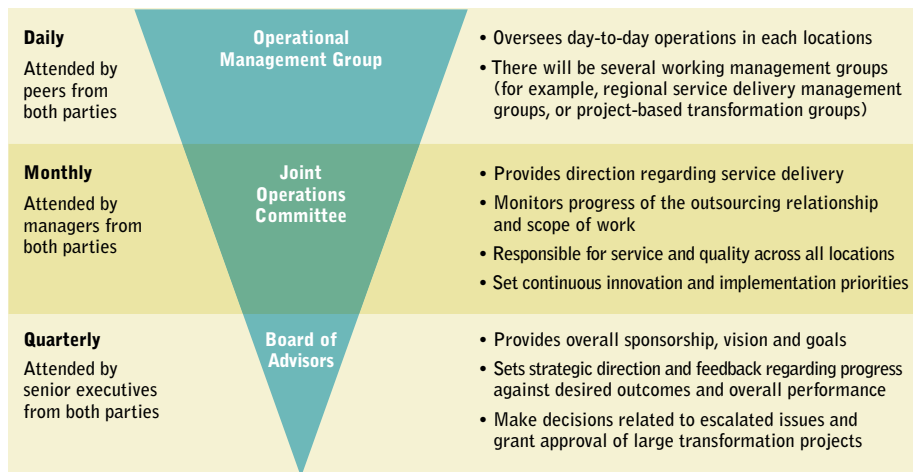 Daily
Attended by
peers from
both parties
Operational
Management Group
• Oversees day-to-day operations in each locations
• There will be several working management groups
(for example, regional service delivery management
groups, or project-based transformation groups)
Monthly
Attended by
managers from
both parties
Joint
Operations
Committee
• Provides direction regarding service delivery
• Monitors progress of the outsourcing relationship
and scope of work
• Responsible for service and quality across all locations
• Set continuous innovation and implementation priorities
Quarterly
Attended by
senior executives
from both parties
Board of
Advisors
• Provides overall sponsorship, vision and goals
• Sets strategic direction and feedback regarding progress
against desired outcomes and overall performance
• Make decisions related to escalated issues and
grant approval of large transformation projects